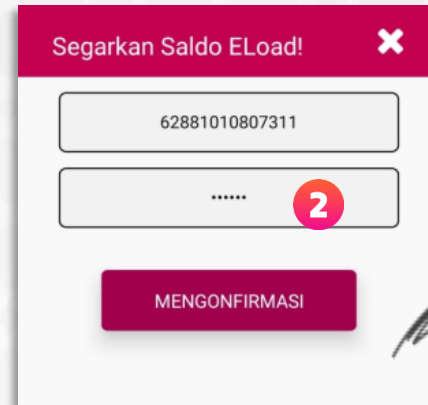 Segarkan Saldo ELoad!
62881010807311
••••••
2
MENGONFIRMASI